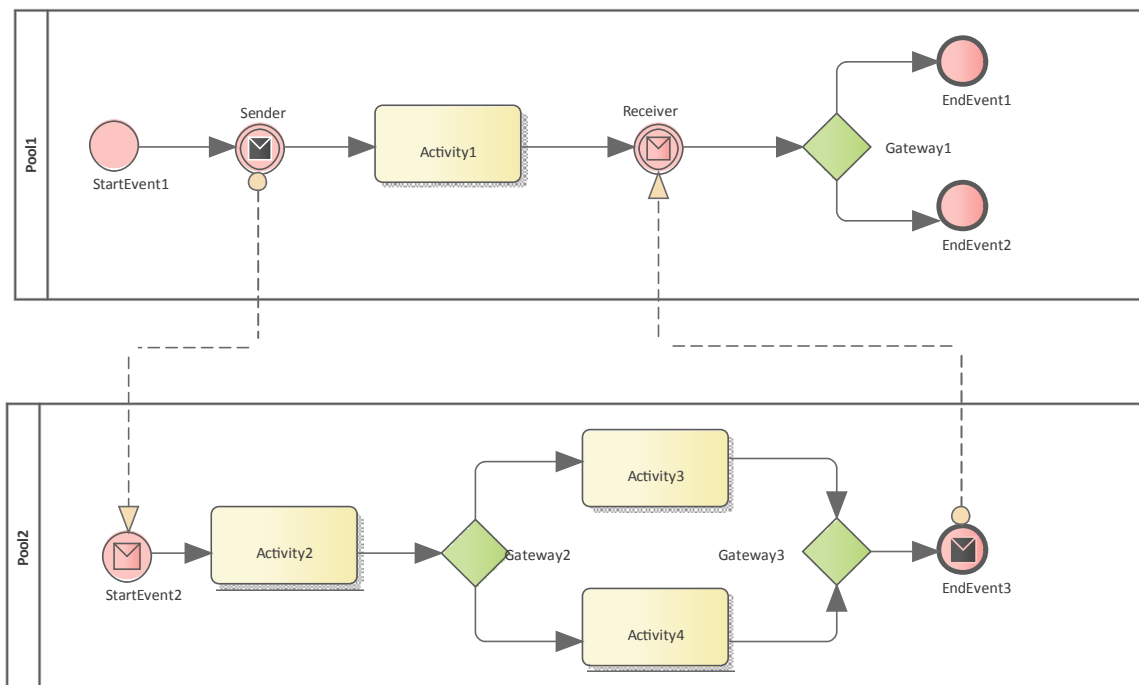 Pool1
StartEvent1
Sender
Activity1
Receiver
Gateway1
EndEvent1
EndEvent2
Pool2
StartEvent2
Activity2
Gateway2
Activity3
Activity4
Gateway3
EndEvent3